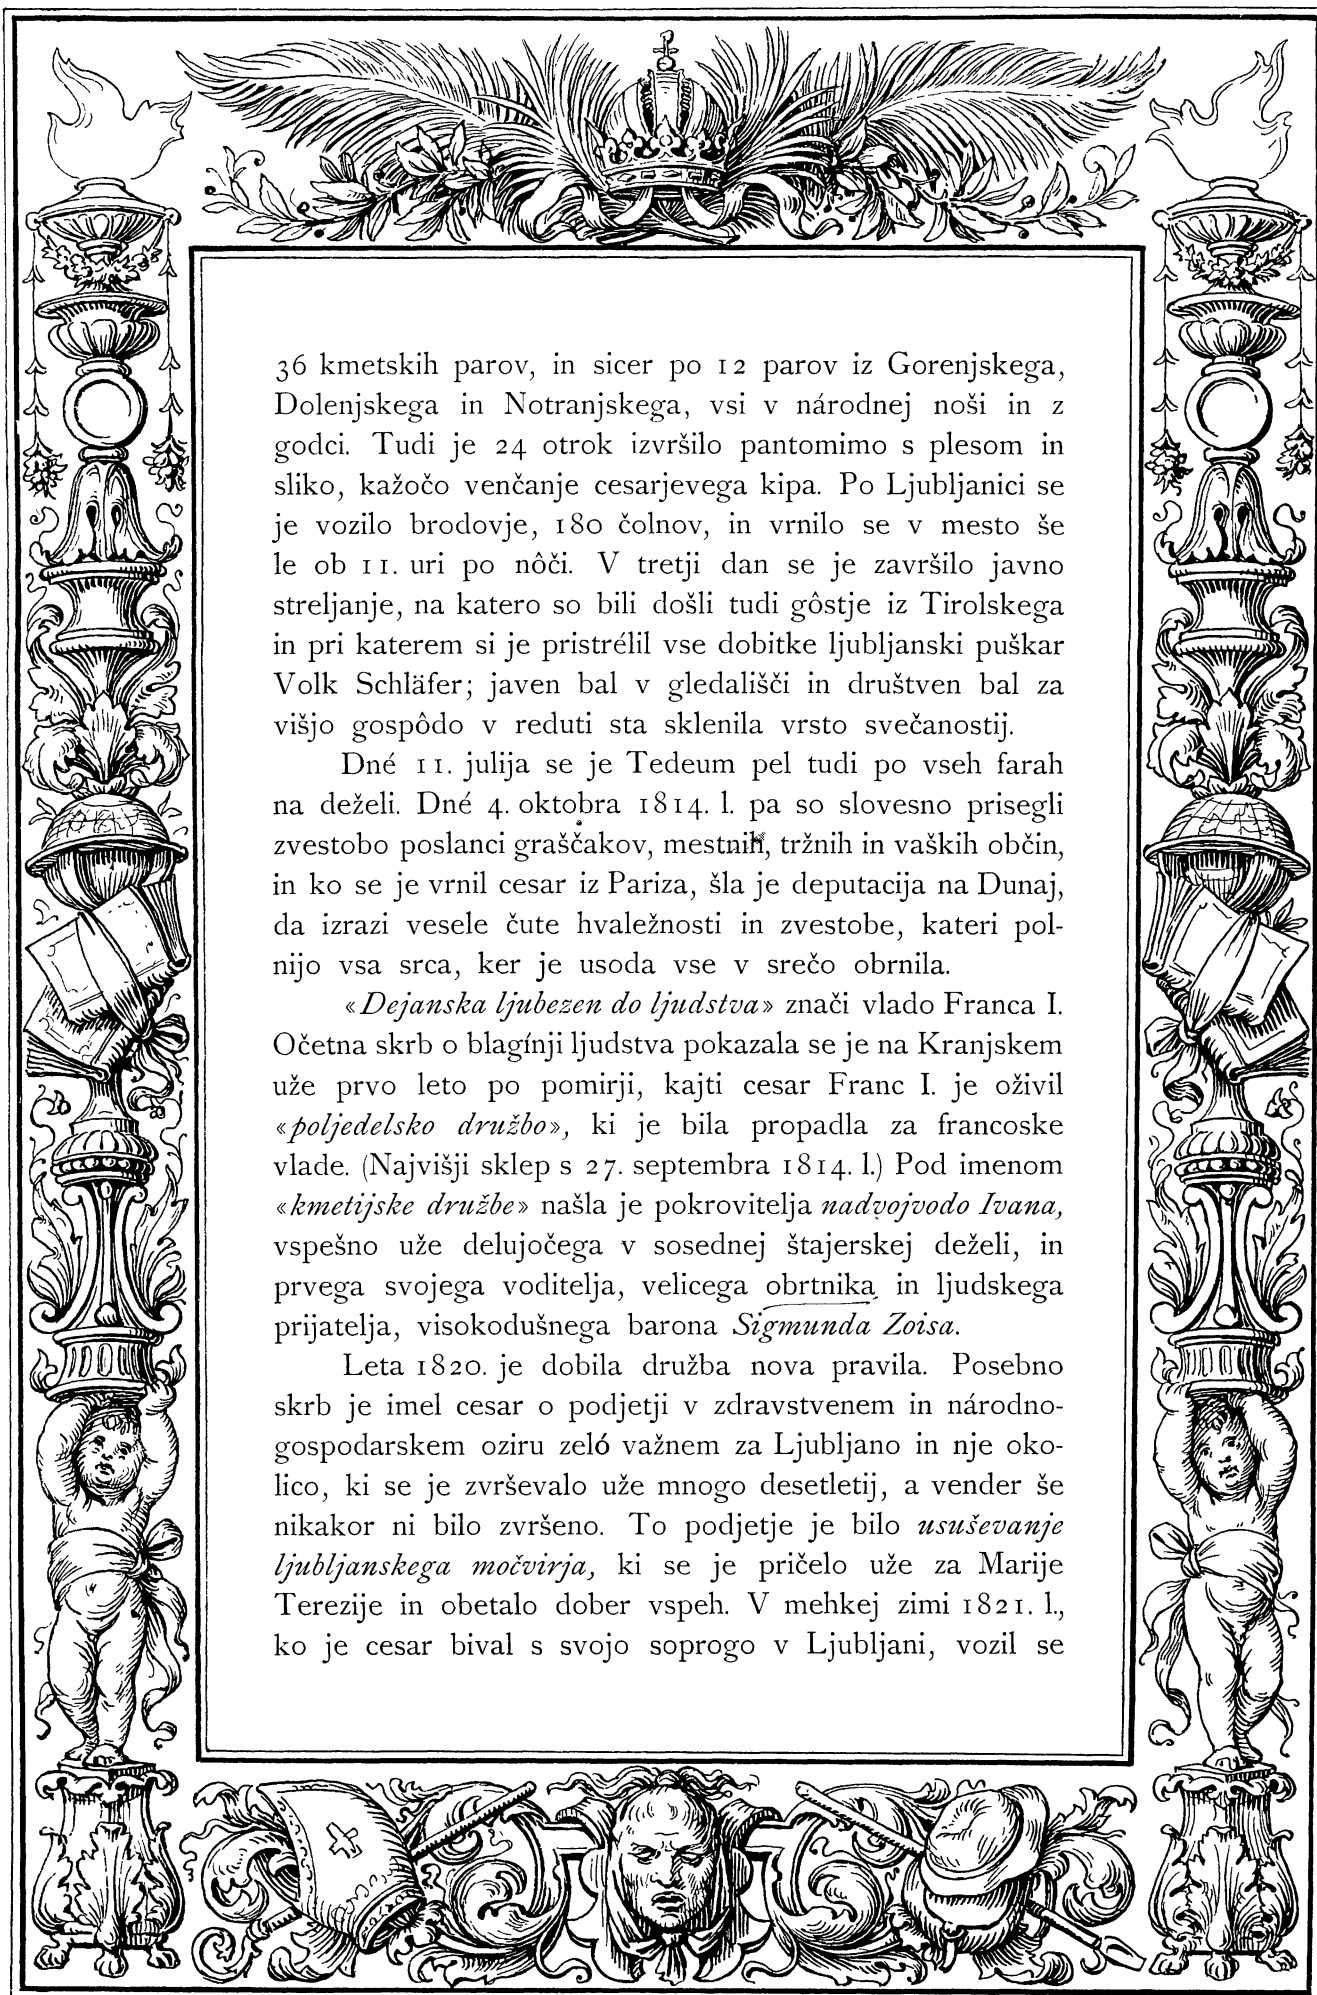 36 kmetskih parov, in sicer po 12 parov iz Gorenjskega,
Dolenjskega in Notranjskega, vsi v národnej noši in z
godci. Tudi je 24 otrok izvršilo pantomimo s plesom in
sliko, kažočo venčanje cesarjevega kipa. Po Ljubljanici se
je vozilo brodovje, 180 čolnov, in vrnilo se v mesto še
le ob 11. uri po nôči. V tretji dan se je završilo javno
streljanje, na katero so bili došli tudi gôstje iz Tirolskega
in pri katerem si je pristrélil vse dobitke ljubljanski puškar
Volk Schläfer; javen bal v gledališči in društven bal za
višjo gospôdo v reduti sta sklenila vrsto svečanostij.
Dné 11. julija se je Tedeum pel tudi po vseh farah
na deželi. Dné 4. oktobra 1814. l. pa so slovesno prisegli
zvestobo poslanci graščakov, mestnih, tržnih in vaških občin,
in ko se je vrnil cesar iz Pariza, šla je deputacija na Dunaj,
da izrazi vesele čute hvaležnosti in zvestobe, kateri pol-
nijo vsa srca, ker je usoda vse v srečo obrnila.
«Dejanska ljubezen do ljudstva» znači vlado Franca I.
Očetna skrb o blagínji ljudstva pokazala se je na Kranjskem
uže prvo leto po pomirji, kajti cesar Franc I. je oživil
«poljedelsko družbo», ki je bila propadla za francoske
vlade. (Najvišji sklep s 27. septembra 1814. l.) Pod imenom
«kmetijske družbe» našla je pokrovitelja nadvojvodo Ivana,
vspešno uže delujočega v sosednej štajerskej deželi, in
prvega svojega voditelja, velicega obrtnika in ljudskega
prijatelja, visokodušnega barona Sigmunda Zoisa.
Leta 1820. je dobila družba nova pravila. Posebno
skrb je imel cesar o podjetji v zdravstvenem in národno-
gospodarskem oziru zeló važnem za Ljubljano in nje oko-
lico, ki se je zvrševalo uže mnogo desetletij, a vender še
nikakor ni bilo zvršeno. To podjetje je bilo usuševanje
ljubljanskega močvirja, ki se je pričelo uže za Marije
Terezije in obetalo dober vspeh. V mehkej zimi 1821. l.,
ko je cesar bival s svojo soprogo v Ljubljani, vozil se